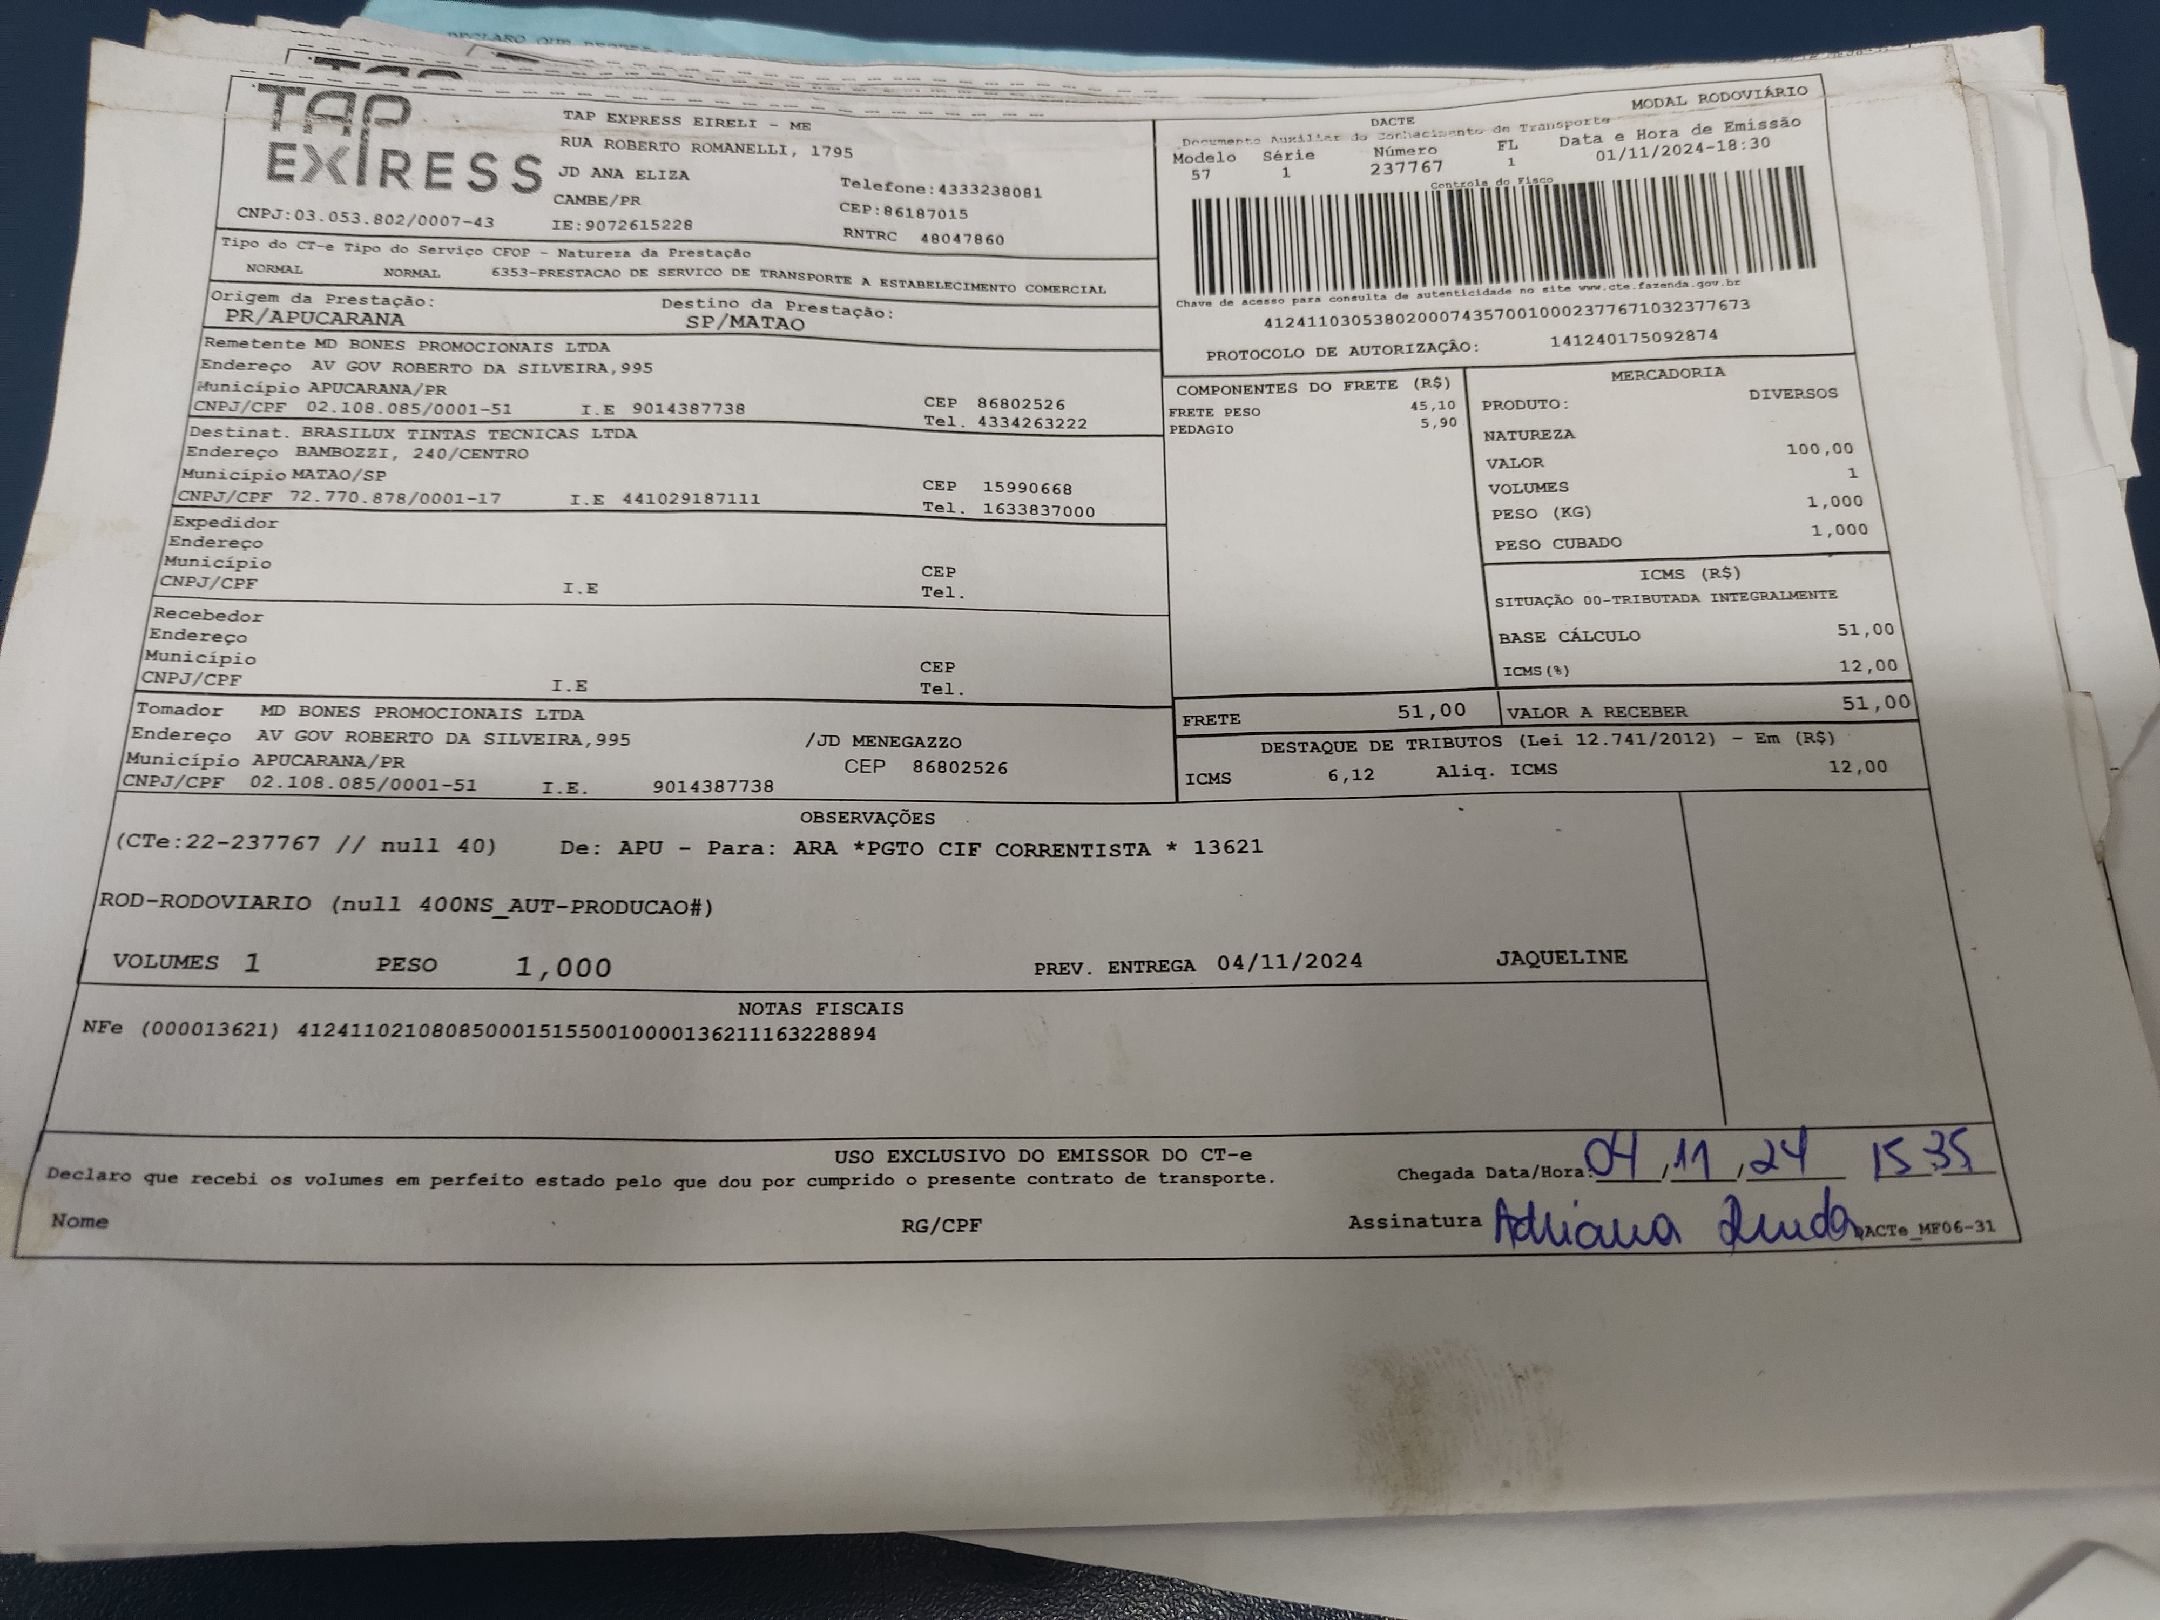 TAP
EXPRESS
CNPJ:03.053.802/0007-43
TAP EXPRESS EIRELI - ME
RUA ROBERTO ROMANELLI, 1795
JD ANA ELIZA
CAMBE/PR
IE:9072615228
Telefone:4333238081
CEP:86187015
RNTRC 48047860
MODAL RODOVIÁRIO
DACTE
Documento Auxiliar do Conhecimento de Transporte
Modelo Série Número FL Data e Hora de Emissão
57 1 237767 1 01/11/2024-18:30
Controle do Fisco
Chave de acesso para consulta de autenticidade no site www.cte.fazenda.gov.br
41241103053802000743570010002377671032377673
PROTOCOLO DE AUTORIZAÇÃO: 141240175092874
Tipo do CT-e Tipo do Serviço CFOP - Natureza da Prestação
NORMAL NORMAL 6353-PRESTACAO DE SERVICO DE TRANSPORTE A ESTABELECIMENTO COMERCIAL
Origem da Prestação: Destino da Prestação:
PR/APUCARANA SP/MATAO
Remetente MD BONES PROMOCIONAIS LTDA
Endereço AV GOV ROBERTO DA SILVEIRA,995
Município APUCARANA/PR CEP 86802526
CNPJ/CPF 02.108.085/0001-51 I.E 9014387738 Tel. 4334263222
Destinat. BRASILUX TINTAS TECNICAS LTDA
Endereço BAMBOZZI, 240/CENTRO
Município MATAO/SP CEP 15990668
CNPJ/CPF 72.770.878/0001-17 I.E 441029187111 Tel. 1633837000
Expedidor
Endereço
Município CEP
CNPJ/CPF I.E Tel.
Recebedor
Endereço
Município CEP
CNPJ/CPF I.E Tel.
Tomador MD BONES PROMOCIONAIS LTDA
Endereço AV GOV ROBERTO DA SILVEIRA,995 /JD MENEGAZZO
Município APUCARANA/PR CEP 86802526
CNPJ/CPF 02.108.085/0001-51 I.E. 9014387738
COMPONENTES DO FRETE (R$)
FRETE PESO 45,10
PEDAGIO 5,90
MERCADORIA
PRODUTO: DIVERSOS
NATUREZA
VALOR 100,00
VOLUMES 1
PESO (KG) 1,000
PESO CUBADO 1,000
ICMS (R$)
SITUAÇÃO 00-TRIBUTADA INTEGRALMENTE
BASE CÁLCULO 51,00
ICMS(%) 12,00
FRETE 51,00 VALOR A RECEBER 51,00
DESTAQUE DE TRIBUTOS (Lei 12.741/2012) - Em (R$)
ICMS 6,12 Aliq. ICMS 12,00
OBSERVAÇÕES
(CTe:22-237767 // null 40) De: APU - Para: ARA *PGTO CIF CORRENTISTA * 13621
ROD-RODOVIARIO (null 400NS_AUT-PRODUCAO#)
VOLUMES 1 PESO 1,000 PREV. ENTREGA 04/11/2024 JAQUELINE
NOTAS FISCAIS
NFe (000013621) 41241102108085000151550010000136211163228894
USO EXCLUSIVO DO EMISSOR DO CT-e
Declaro que recebi os volumes em perfeito estado pelo que dou por cumprido o presente contrato de transporte.
Chegada Data/Hora: 04/11/24 15 35
Nome RG/CPF Assinatura Adriana DACTe_MF06-31